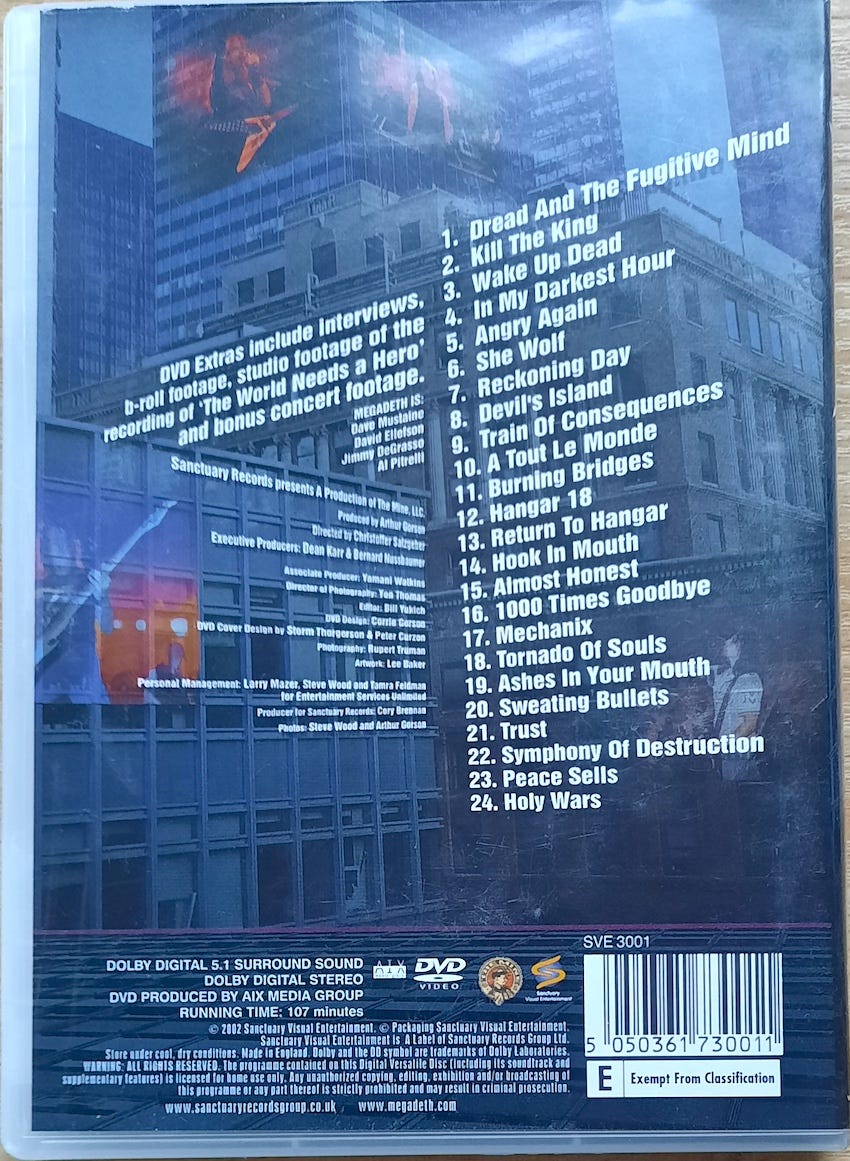 1. Dread And The Fugitive Mind
2. Kill The King
3. Wake Up Dead
4. In My Darkest Hour
5. Angry Again
6. She Wolf
7. Reckoning Day
8. Devil's Island
9. Train Of Consequences
10. A Tout Le Monde
11. Burning Bridges
12. Hangar 18
13. Return To Hangar
14. Hook In Mouth
15. Almost Honest
16. 1000 Times Goodbye
17. Mechanix
18. Tornado Of Souls
19. Ashes In Your Mouth
20. Sweating Bullets
21. Trust
22. Symphony Of Destruction
23. Peace Sells
24. Holy Wars
DVD Extras include Interviews,
b-roll footage, studio footage of the
recording of 'The World Needs a Hero'
and bonus concert footage.
MEGADETH IS:
Dave Mustaine
David Ellefson
Jimmy DeGrasso
Al Pitrelli
Sanctuary Records presents A Production of The Mine, LLC.
Produced by Arthur Gorson
Directed by Christoffer Salzgeber
Executive Producers: Dean Karr & Bernard Nussbaumer
Associate Producer: Yamani Watkins
Director of Photography: Yon Thomas
Editor: Bill Yukich
DVD Design: Corrie Gorson
DVD Cover Design by Storm Thorgerson & Peter Curzon
Photography: Rupert Truman
Artwork: Lee Baker
Personal Management: Larry Mazer, Steve Wood and Tamra Feldman
for Entertainment Services Unlimited
Producer for Sanctuary Records: Cory Brennan
Photos: Steve Wood and Arthur Gorson
SVE 3001
DOLBY DIGITAL 5.1 SURROUND SOUND
DOLBY DIGITAL STEREO
DVD PRODUCED BY AIX MEDIA GROUP
RUNNING TIME: 107 minutes
AIX
DVD
VIDEO
Sanctuary
Visual Entertainment
© 2002 Sanctuary Visual Entertainment. © Packaging Sanctuary Visual Entertainment.
Sanctuary Visual Entertainment is A Label of Sanctuary Records Group Ltd.
Store under cool, dry conditions. Made in England. Dolby and the DD symbol are trademarks of Dolby Laboratories.
WARNING: ALL RIGHTS RESERVED. The programme contained on this Digital Versatile Disc (including its soundtrack and
supplementary features) is licensed for home use only. Any unauthorized copying, editing, exhibition and/or broadcasting of
this programme or any part thereof is strictly prohibited and may result in criminal prosecution.
www.sanctuaryrecordsgroup.co.uk www.megadeth.com
5 050361 730011
E Exempt From Classification